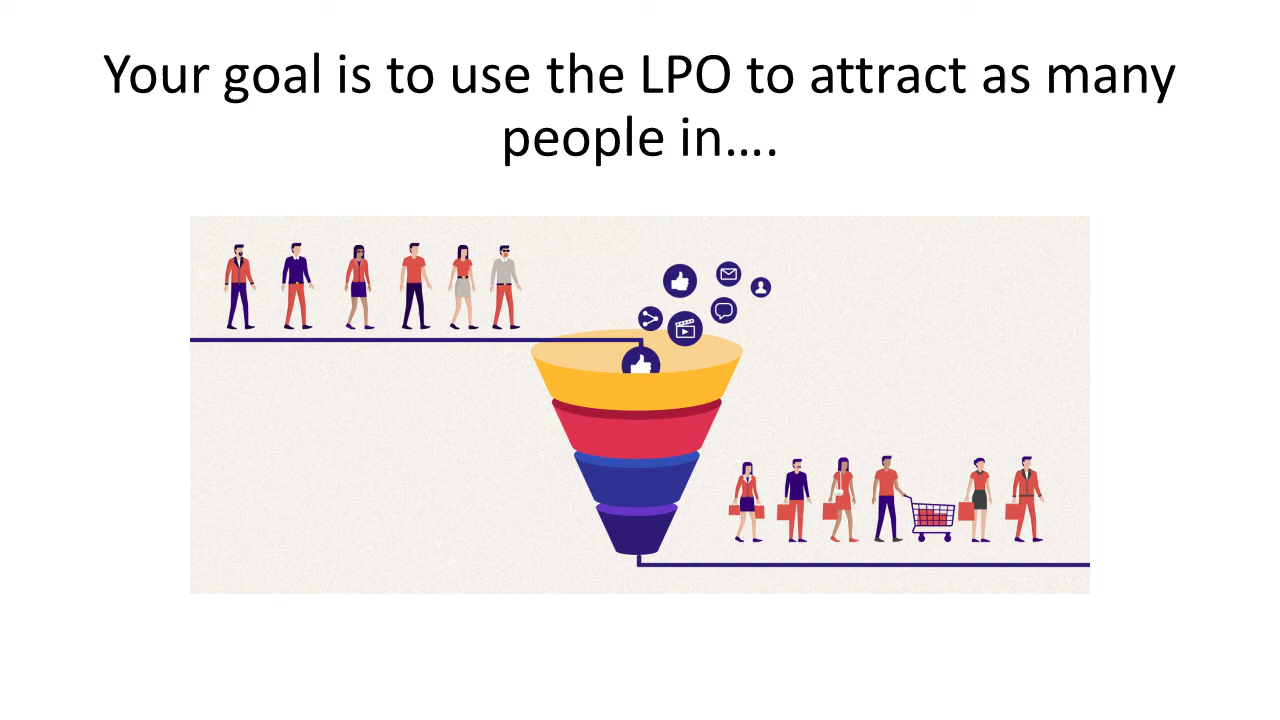 Your goal is to use the LPO to attract as many
people in….